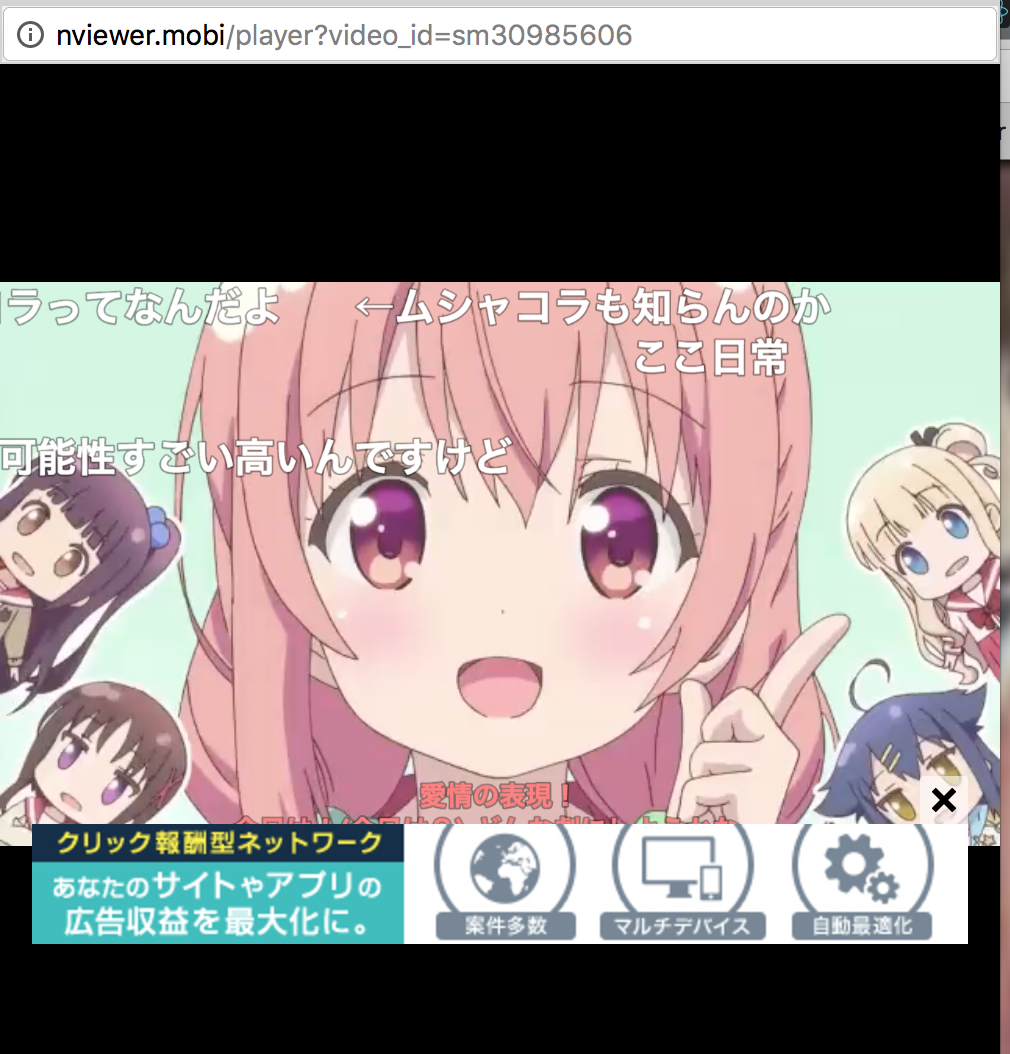 nviewer.mobi/player?video_id=sm30985606
コラってなんだよ
←ムシャコラも知らんのか
ここ日常
可能性すごい高いんですけど
愛情の表現!
クリック報酬型ネットワーク
あなたのサイトやアプリの
広告収益を最大化に。
案件多数
マルチデバイス
自動最適化